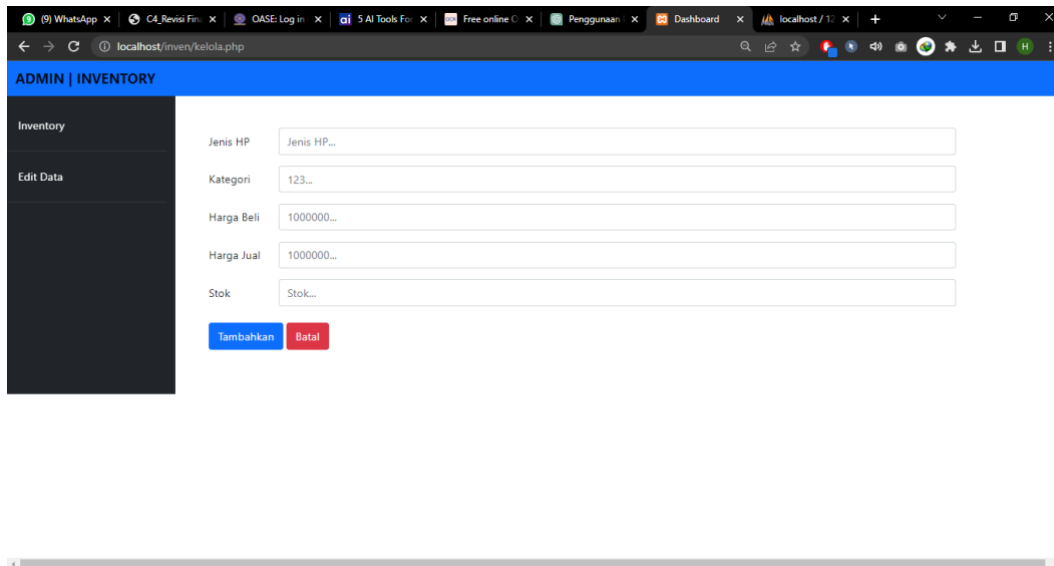 (9) WhatsApp
C4_Revisi Fin
OASE: Log in
ai 5 AI Tools For
Free online O
Penggunaan
Dashboard
localhost / 12
localhost/inven/kelola.php
H
ADMIN | INVENTORY
Inventory
Edit Data
Jenis HP Jenis HP...
Kategori 123...
Harga Beli 1000000...
Harga Jual 1000000...
Stok Stok...
Tambahkan Batal